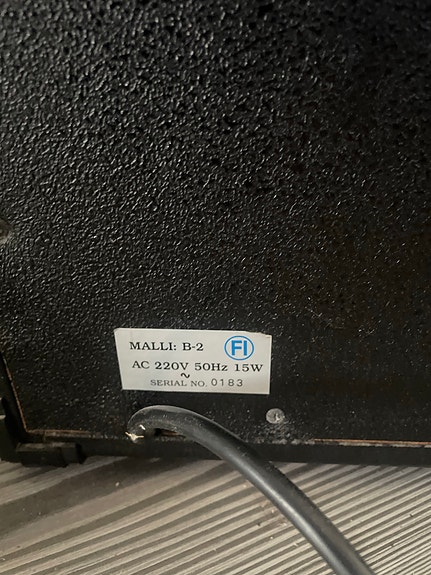 MALLI: B-2 FI
AC 220V 50Hz 15W
~
SERIAL NO. 0183